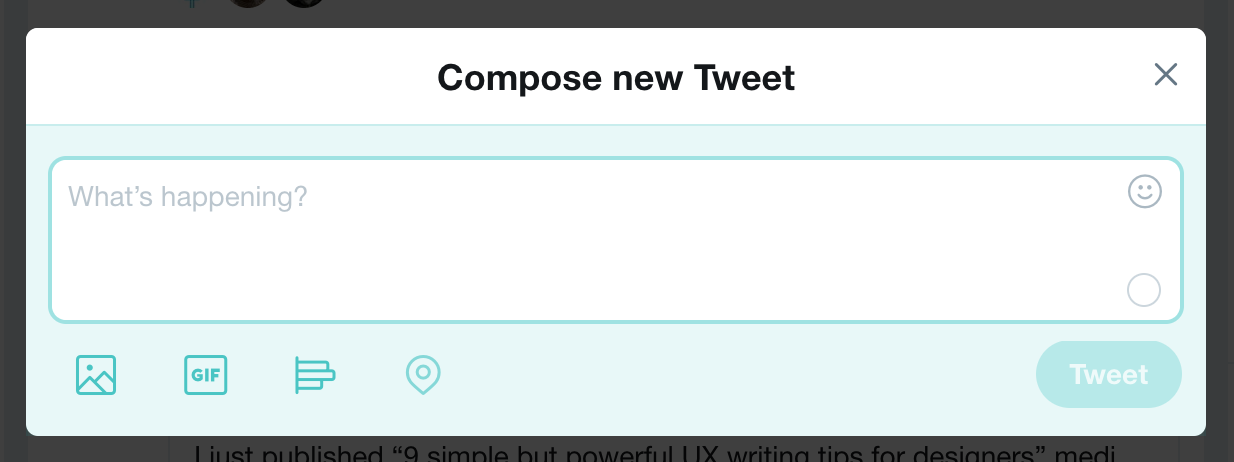 Compose new Tweet
What’s happening?
GIF
Tweet
I just published “9 simple but powerful UX writing tips for designers” medi